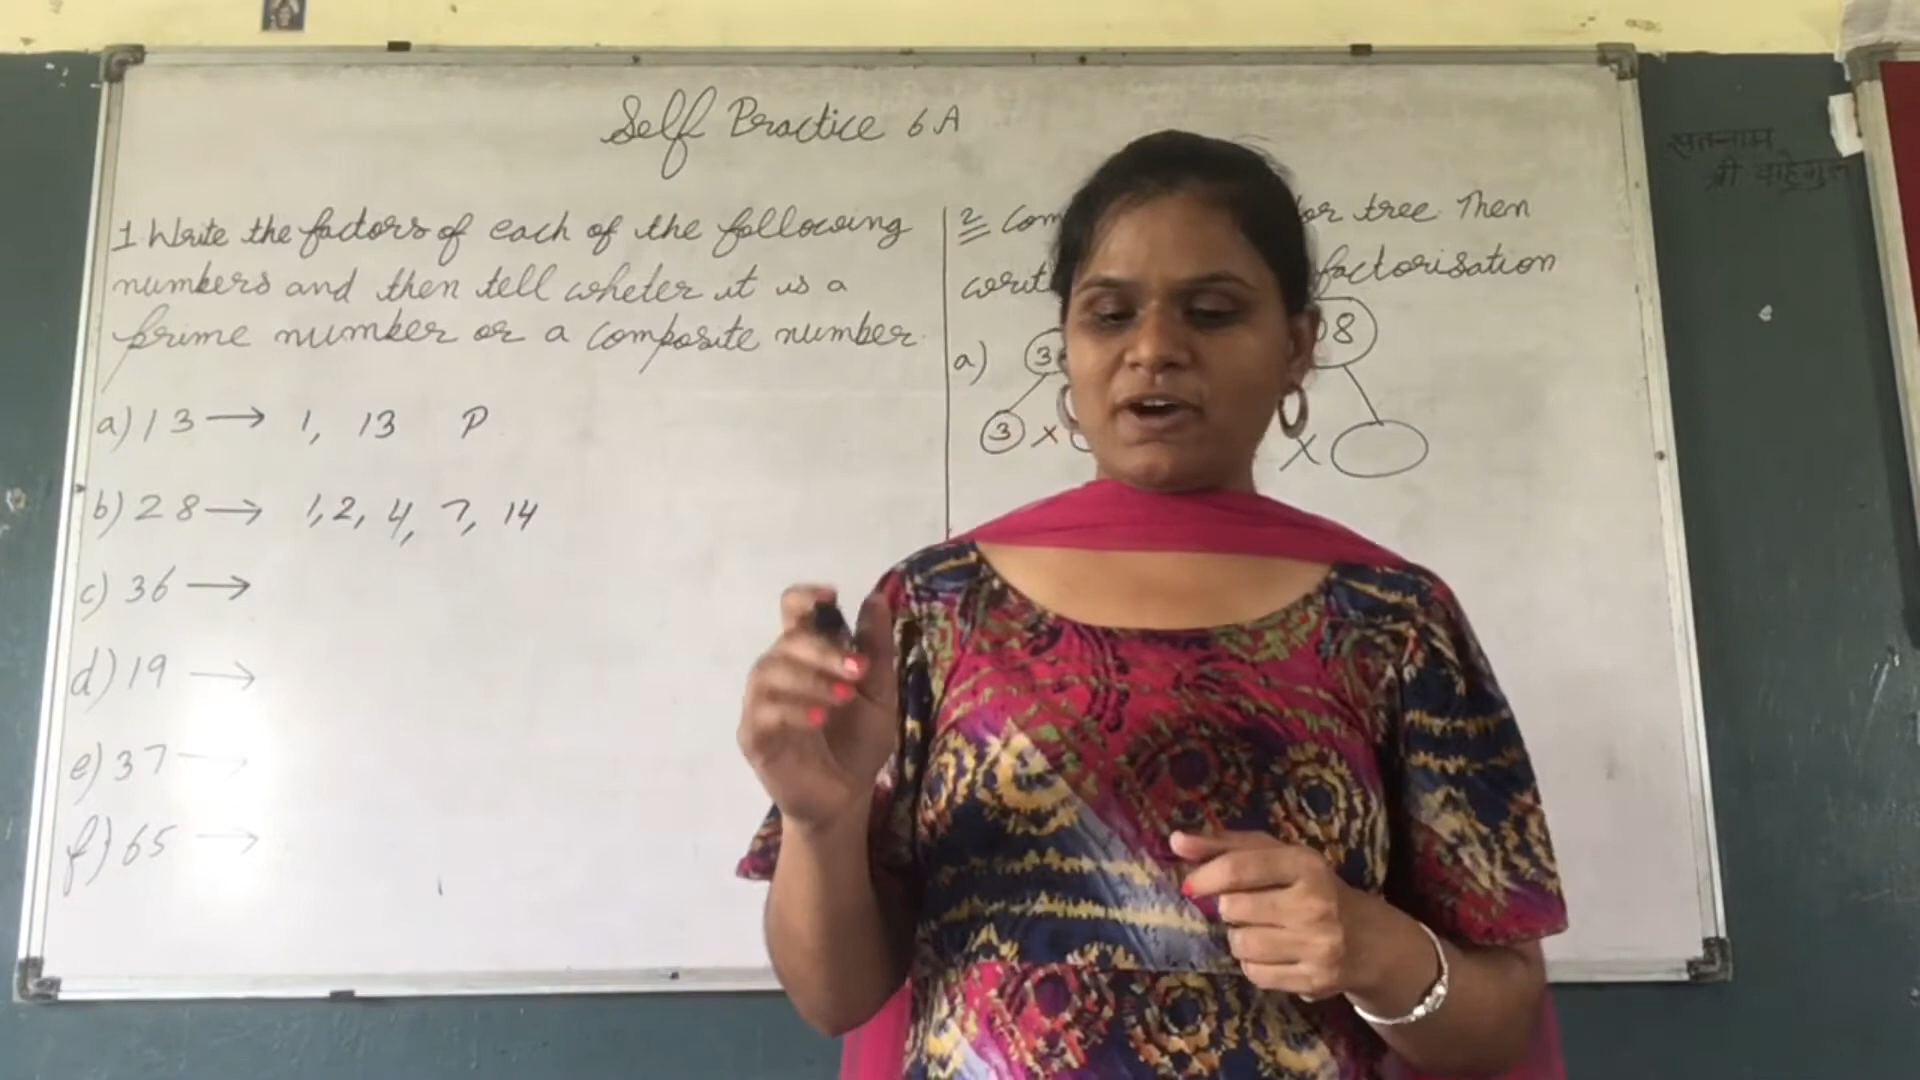 Self Practice 6A
1 Write the factors of each of the following
numbers and then tell wheter it is a
prime number or a composite number.
a) 13 → 1, 13 P
b) 28 → 1, 2, 4, 7, 14
c) 36 →
d) 19 →
e) 37 →
f) 65 →
2 tree Then
factorisation
a) 3 8
3 × ×
सतनाम
श्री वाहेगुरु